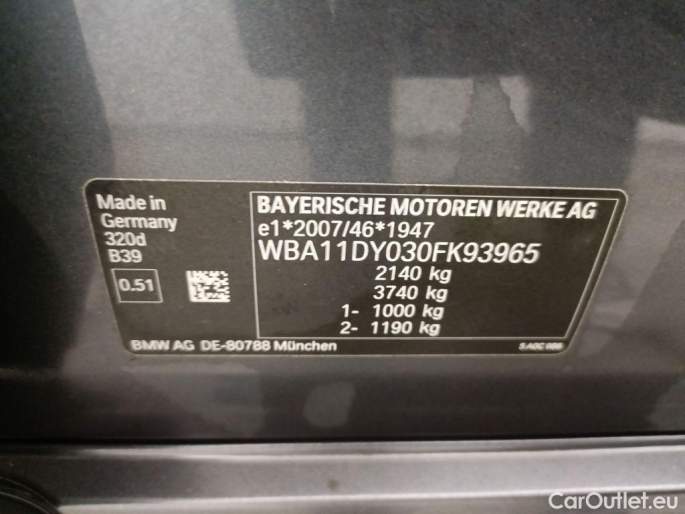 Made in
Germany
320d
B39
0.51
BAYERISCHE MOTOREN WERKE AG
e1*2007/46*1947
WBA11DY030FK93965
2140 kg
3740 kg
1- 1000 kg
2- 1190 kg
BMW AG DE-80788 München
CarOutlet.eu